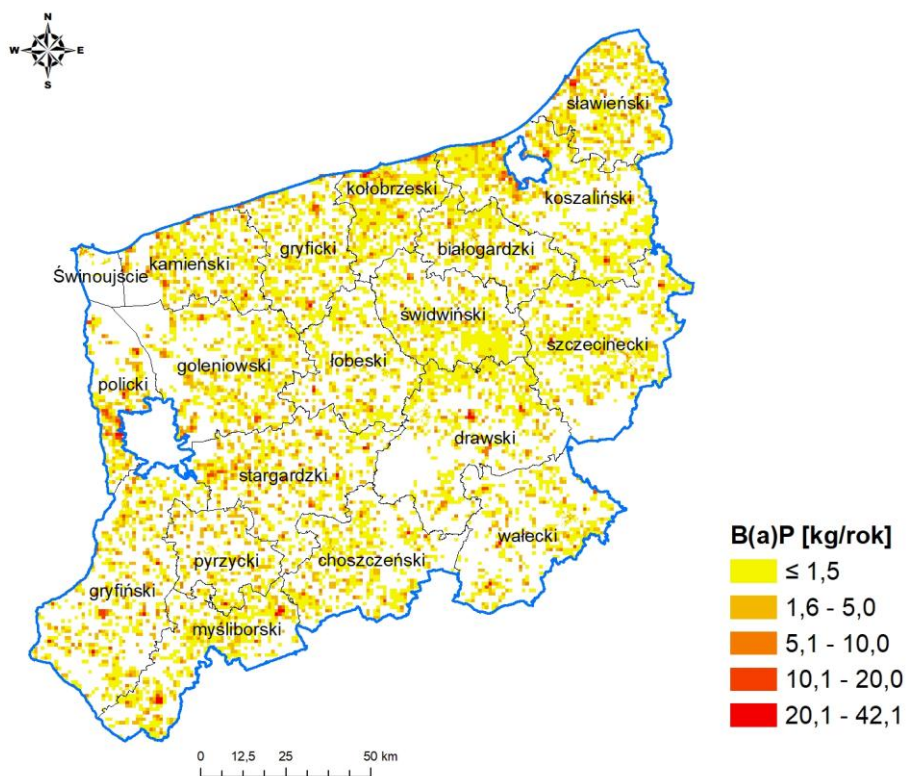 N
W E
S
sławieński
kołobrzeski
koszaliński
gryficki
białogardzki
kamieński
Świnoujście
świdwiński
szczecinecki
goleniowski
łobeski
policki
drawski
stargardzki
wałecki
pyrzycki
choszczeński
gryfiński
myśliborski
B(a)P [kg/rok]
≤ 1,5
1,6 - 5,0
5,1 - 10,0
10,1 - 20,0
20,1 - 42,1
0 12,5 25 50 km